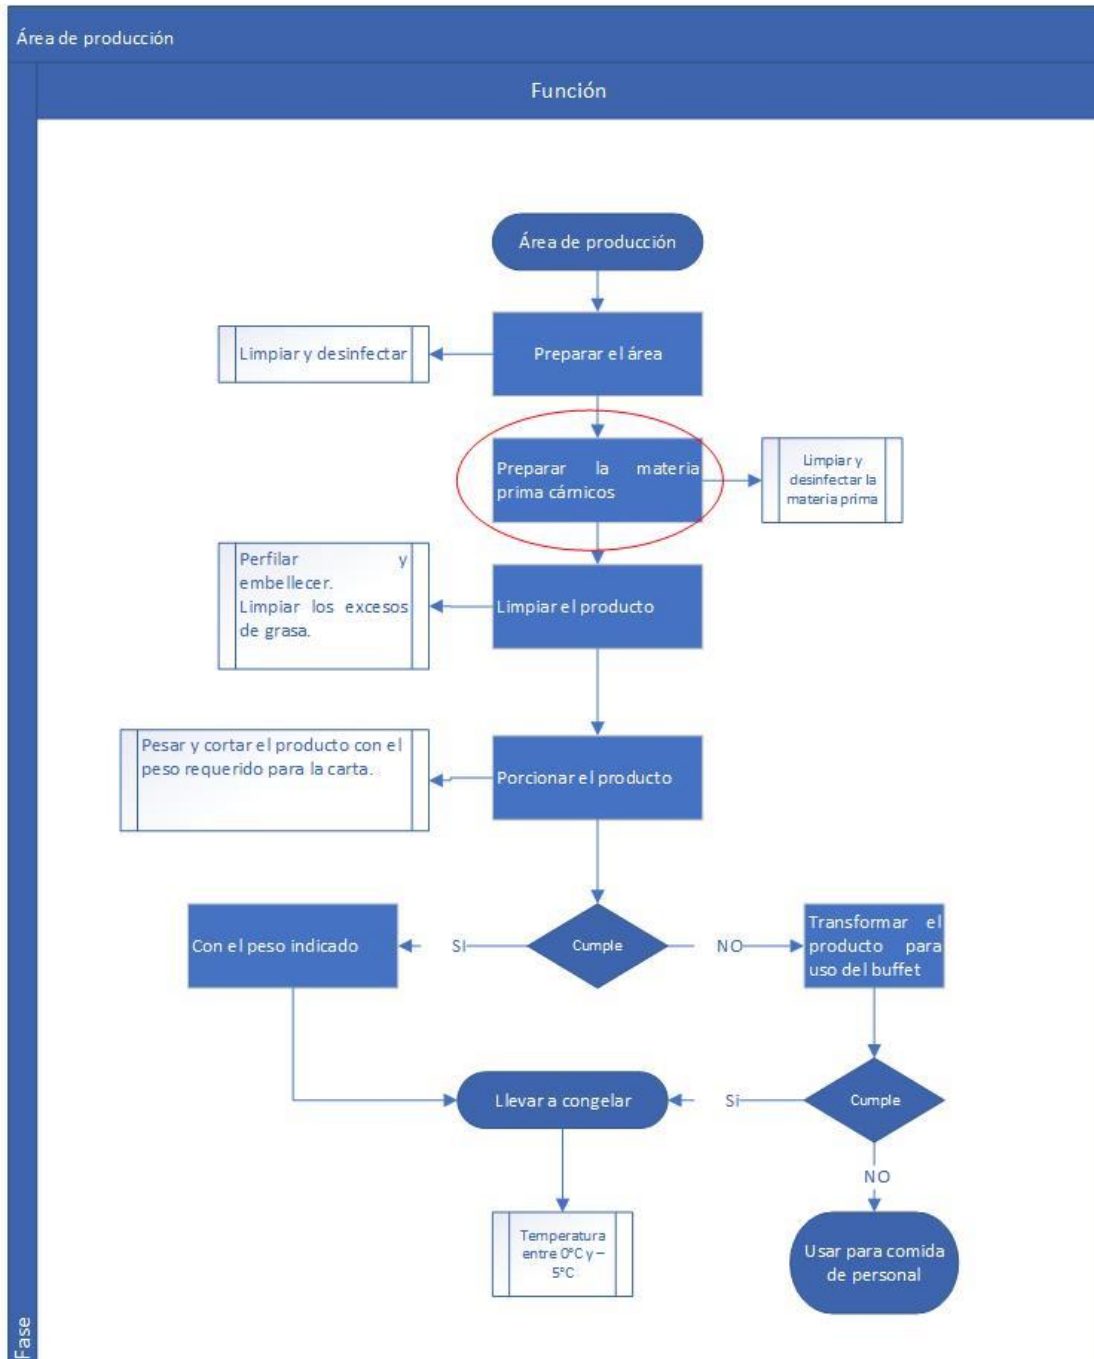 Área de producción
Función
Área de producción
Limpiar y desinfectar
Preparar el área
Preparar la materia
prima cárnicos
Limpiar y
desinfectar la
materia prima
Perfilar y
embellecer.
Limpiar los excesos
de grasa.
Limpiar el producto
Pesar y cortar el producto con el
peso requerido para la carta.
Porcionar el producto
Con el peso indicado
SI
Cumple
NO
Transformar el
producto para
uso del buffet
Llevar a congelar
Si
Cumple
NO
Temperatura
entre 0°C y –
5°C
Usar para comida
de personal
Fase